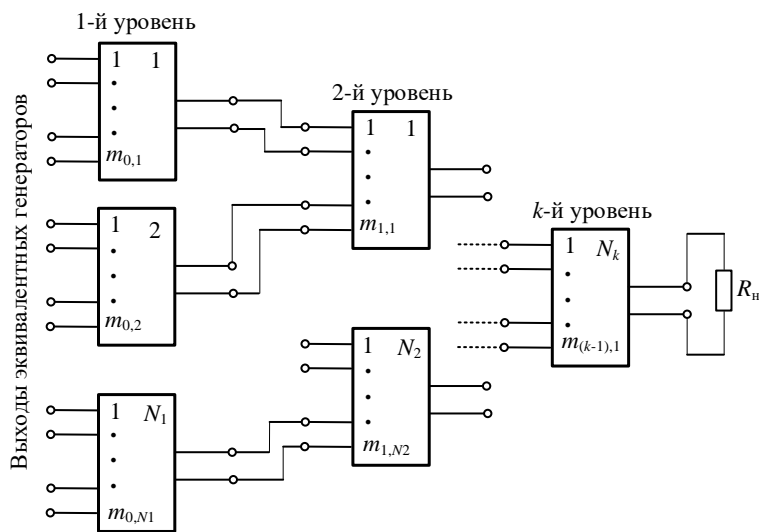 1-й уровень
Выходы эквивалентных генераторов
1 1
m0,1
2-й уровень
1 1
m1,1
1 2
m0,2
k-й уровень
1 Nk
m(k-1),1
Rн
1 N2
m1,N2
1 N1
m0,N1